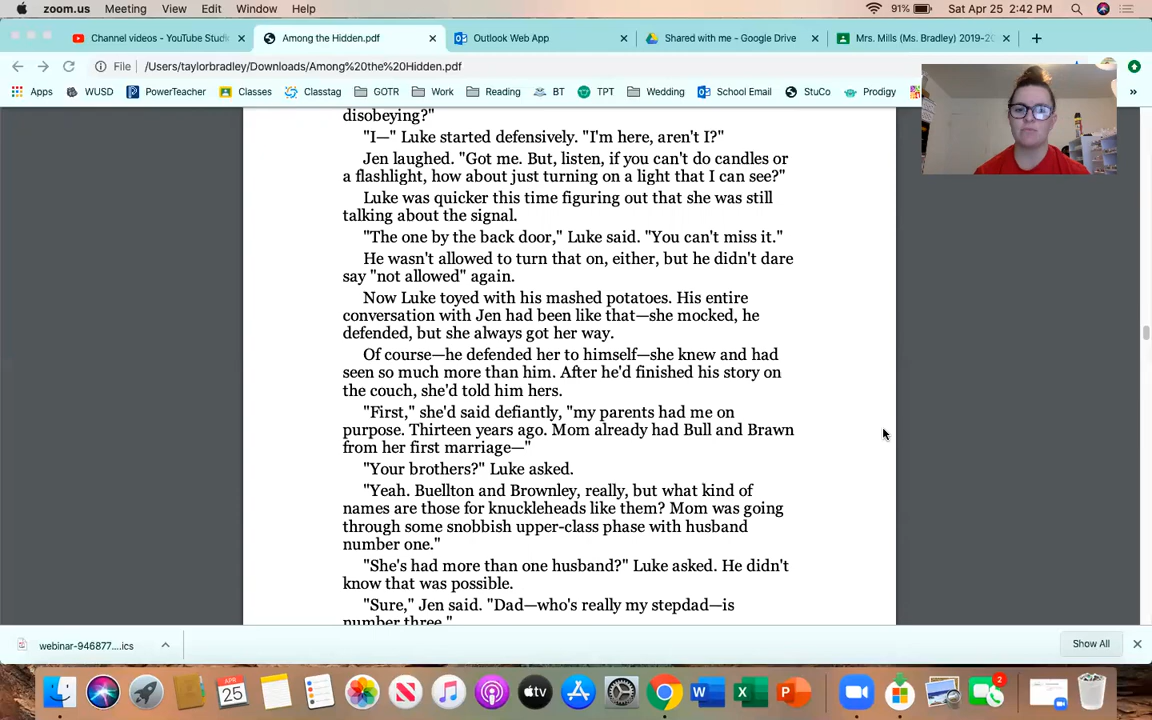 zoom.us Meeting View Edit Window Help 91% Sat Apr 25 2:42 PM
Channel videos - YouTube Stud Among the Hidden.pdf Outlook Web App Shared with me - Google Drive Mrs. Mills (Ms. Bradley) 2019-20
File /Users/taylorbradley/Downloads/Among%20the%20Hidden.pdf
Apps WUSD PowerTeacher Classes Classtag GOTR Work Reading BT TPT Wedding School Email StuCo Prodigy »
disobeying?"
"I—" Luke started defensively. "I'm here, aren't I?"
Jen laughed. "Got me. But, listen, if you can't do candles or
a flashlight, how about just turning on a light that I can see?"
Luke was quicker this time figuring out that she was still
talking about the signal.
"The one by the back door," Luke said. "You can't miss it."
He wasn't allowed to turn that on, either, but he didn't dare
say "not allowed" again.
Now Luke toyed with his mashed potatoes. His entire
conversation with Jen had been like that—she mocked, he
defended, but she always got her way.
Of course—he defended her to himself—she knew and had
seen so much more than him. After he'd finished his story on
the couch, she'd told him hers.
"First," she'd said defiantly, "my parents had me on
purpose. Thirteen years ago. Mom already had Bull and Brawn
from her first marriage—"
"Your brothers?" Luke asked.
"Yeah. Buellton and Brownley, really, but what kind of
names are those for knuckleheads like them? Mom was going
through some snobbish upper-class phase with husband
number one."
"She's had more than one husband?" Luke asked. He didn't
know that was possible.
"Sure," Jen said. "Dad—who's really my stepdad—is
number three."
webinar-946877....ics Show All
APR
25 tv W X P 2